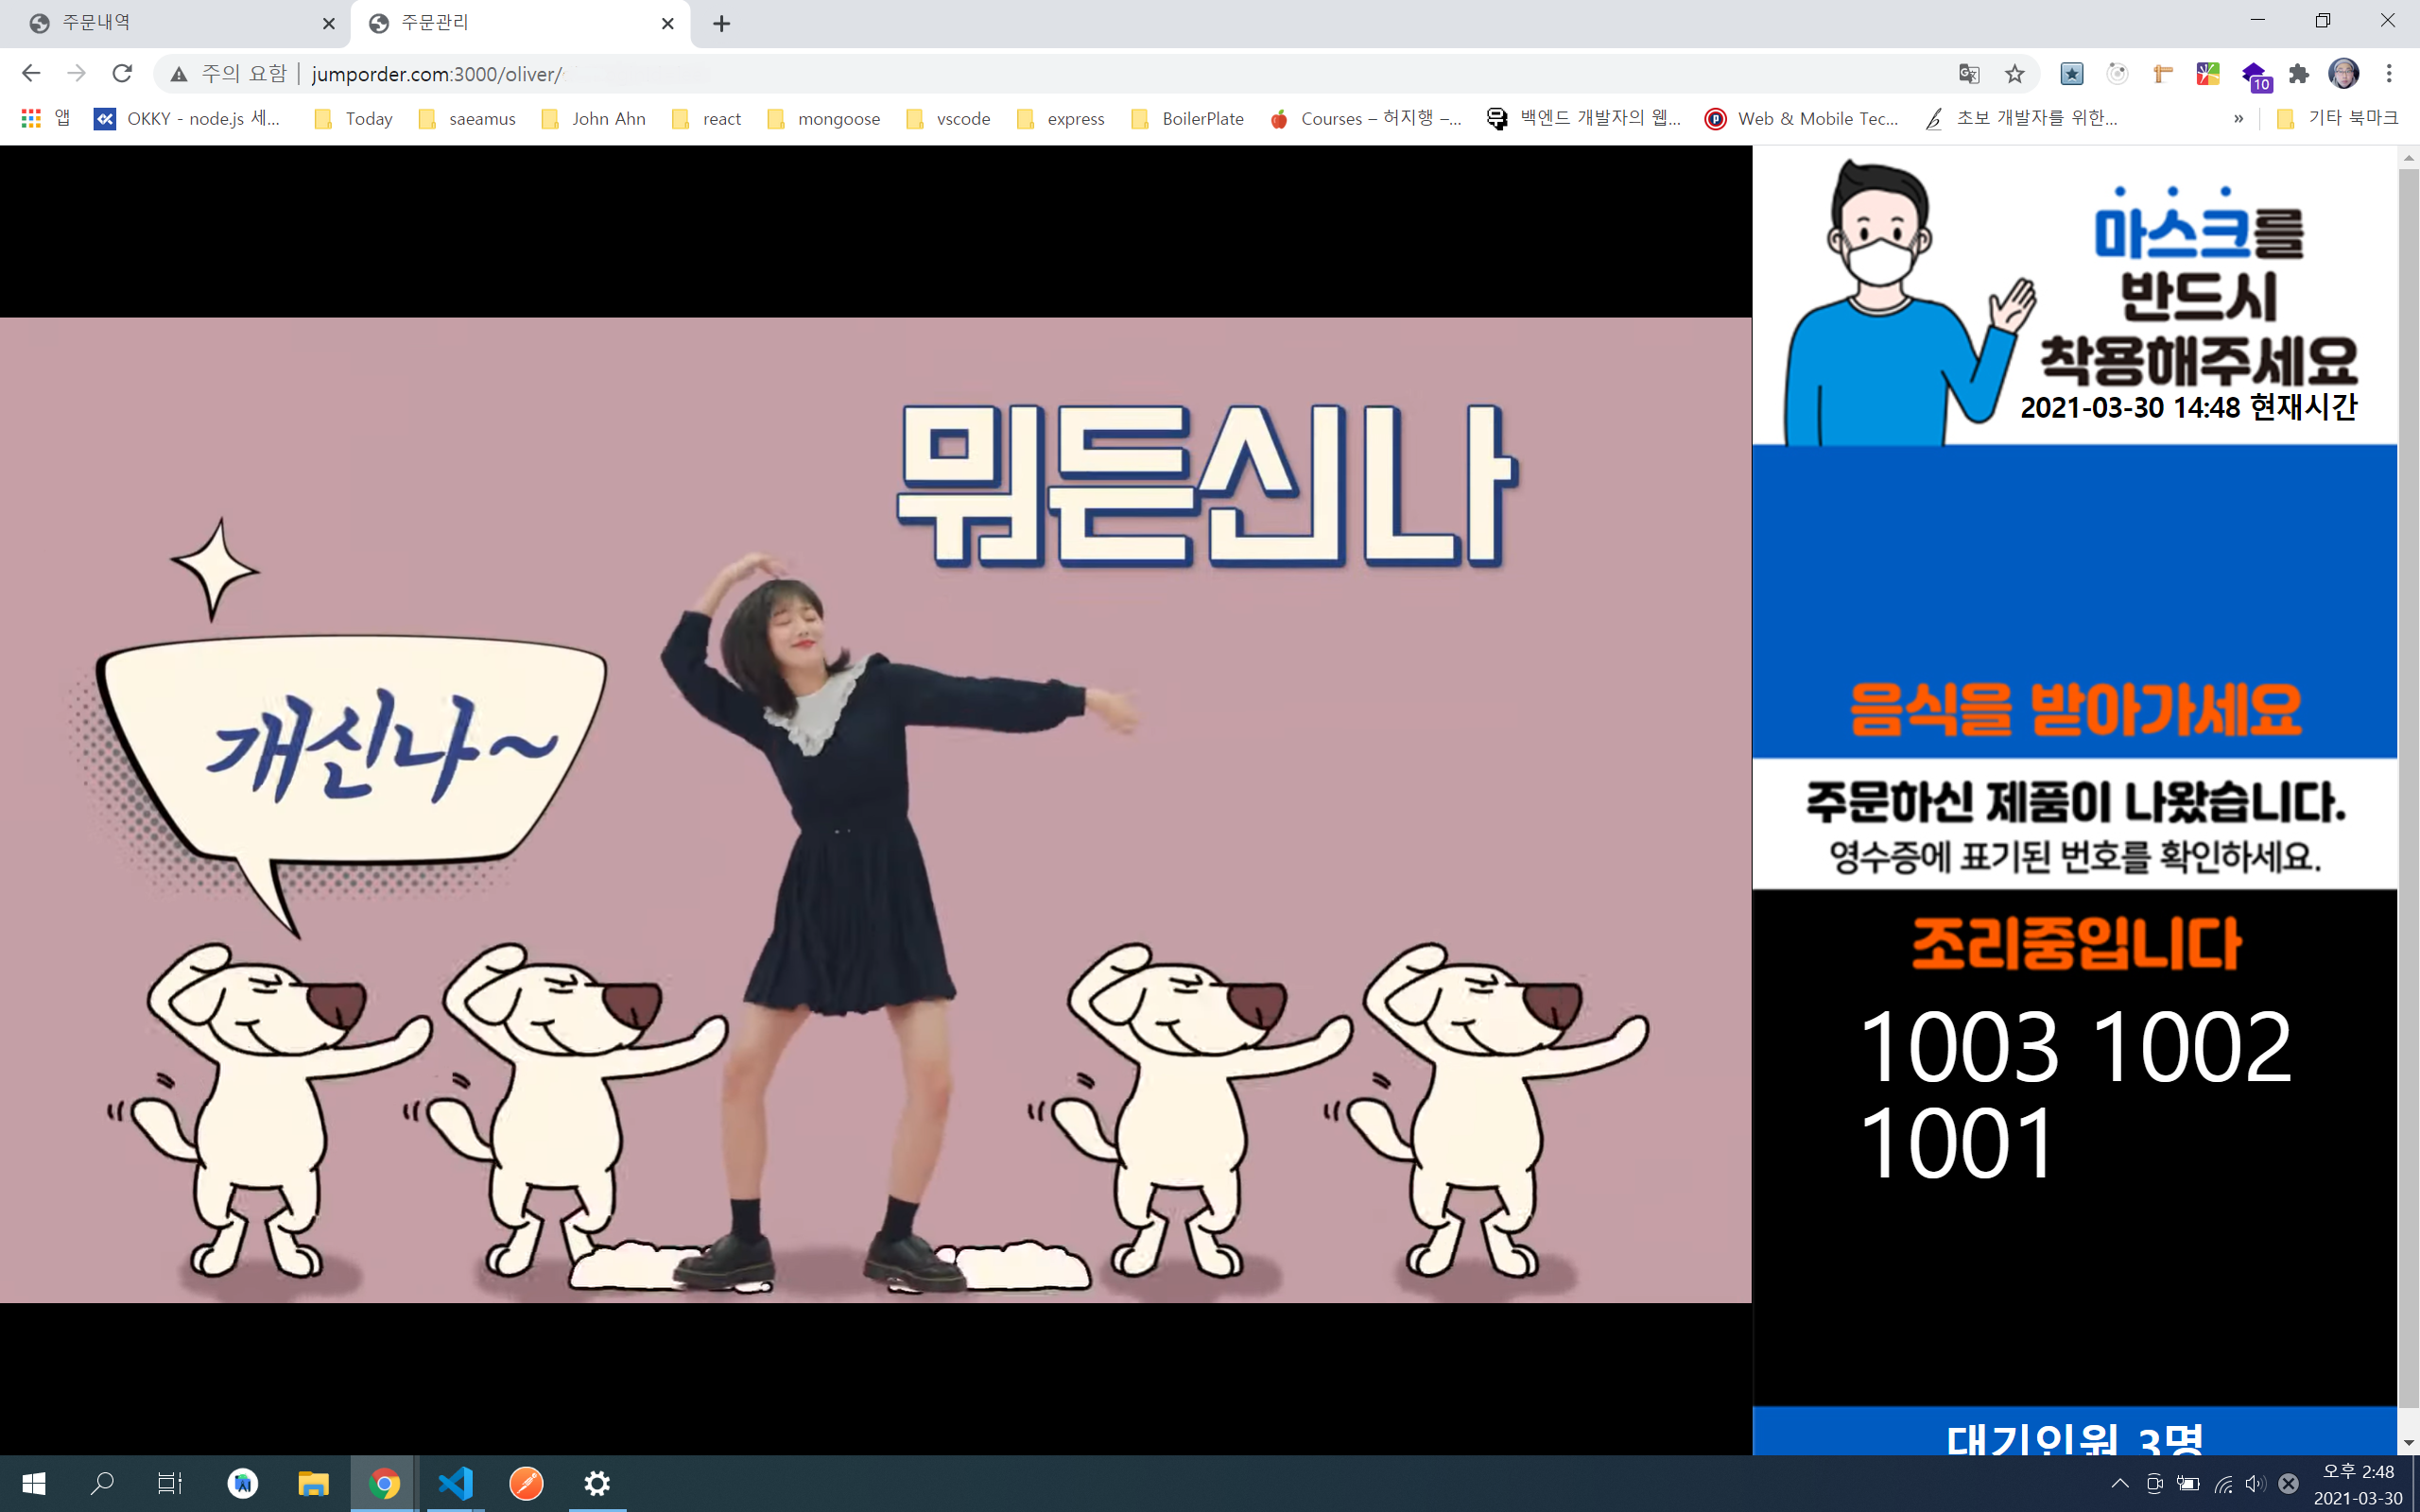 주문내역
주문관리
주의 요함 | jumporder.com:3000/oliver/
10
앱
OKKY - node.js 세...
Today
saeamus
John Ahn
react
mongoose
vscode
express
BoilerPlate
Courses – 허지행 –...
백엔드 개발자의 웹...
Web & Mobile Tec...
초보 개발자를 위한...
»
기타 북마크
뭐든신나
개신나~
마스크를
반드시
착용해주세요
2021-03-30 14:48 현재시간
음식을 받아가세요
주문하신 제품이 나왔습니다.
영수증에 표기된 번호를 확인하세요.
조리중입니다
1003 1002
1001
대기인원 3명
오후 2:48
2021-03-30